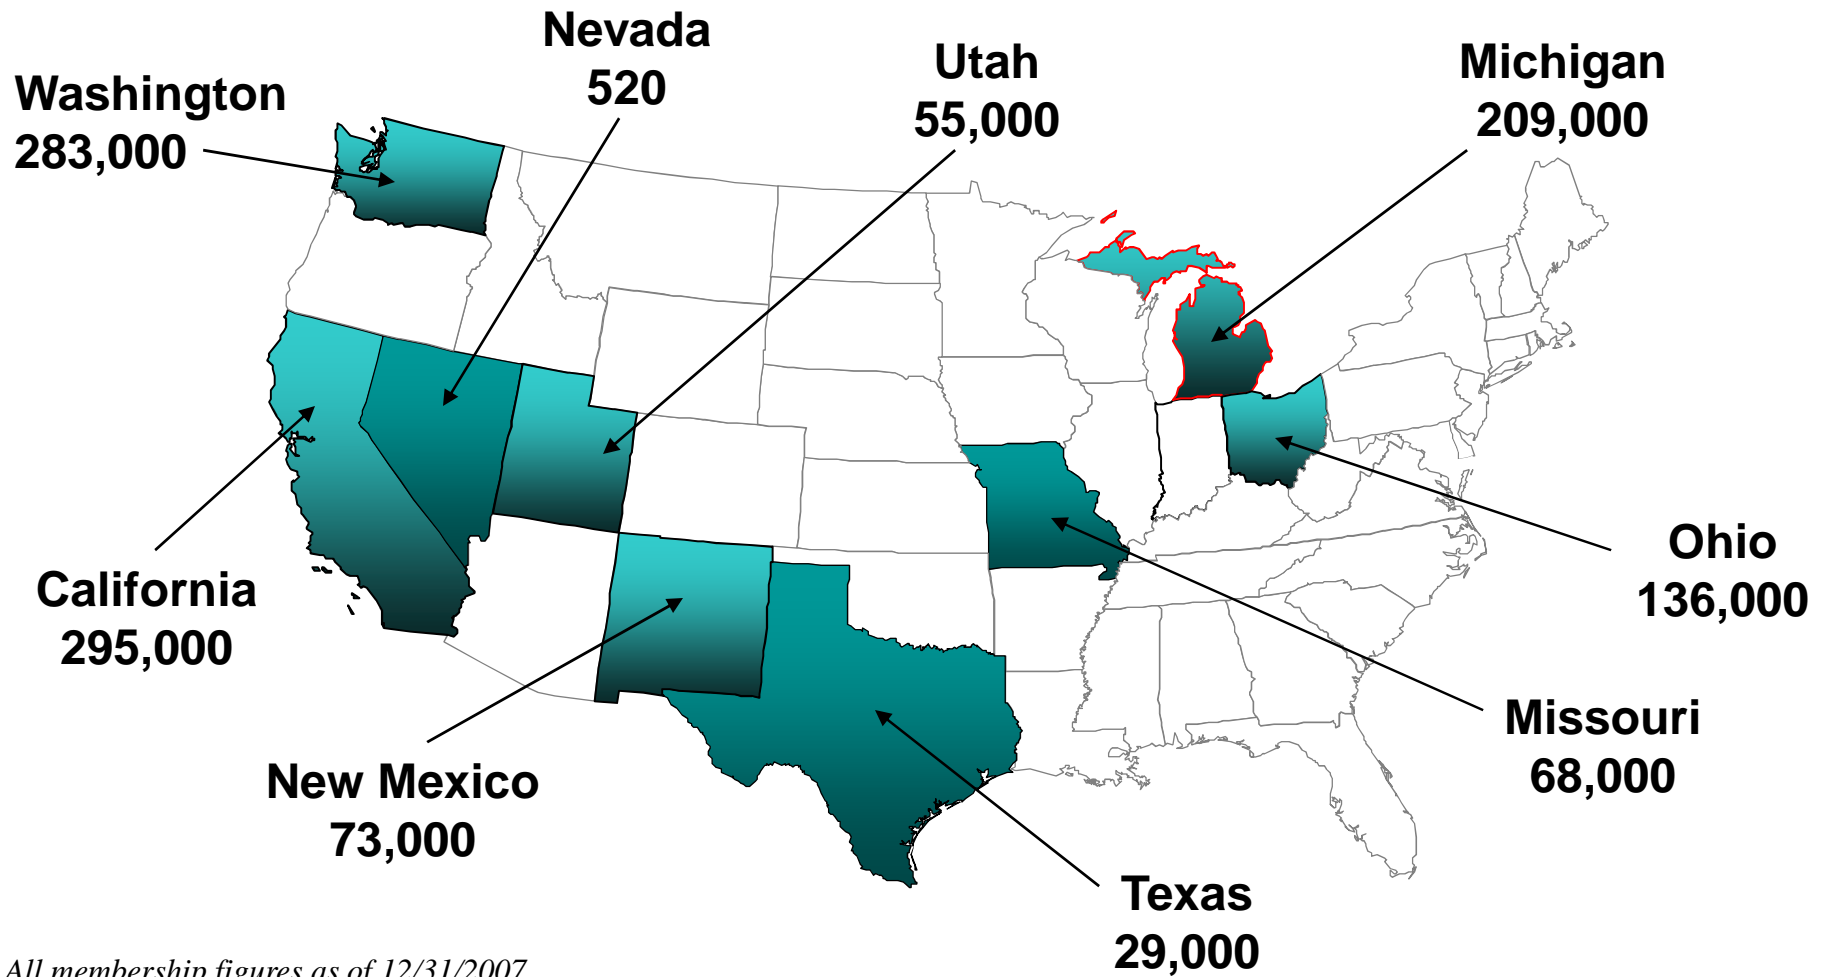 Nevada
520
Utah
55,000
Michigan
209,000
Washington
283,000
California
295,000
Ohio
136,000
New Mexico
73,000
Missouri
68,000
Texas
29,000
All membership figures as of 12/31/2007